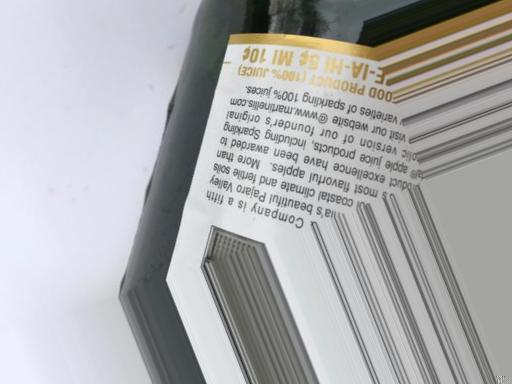 Company is a fifth
nia's beautiful Pajaro Valley
coastal climate and fertile soils
s most flavorful apples. More than
oduct excellence have been awarded to
apple juice products, including Sparkling
olic version of our founder's original
visit our website @ www.martinellis.com
varieties of sparkling 100% juices.
OOD PRODUCT (100% JUICE)
E-IA-HI 5¢ MI 10¢